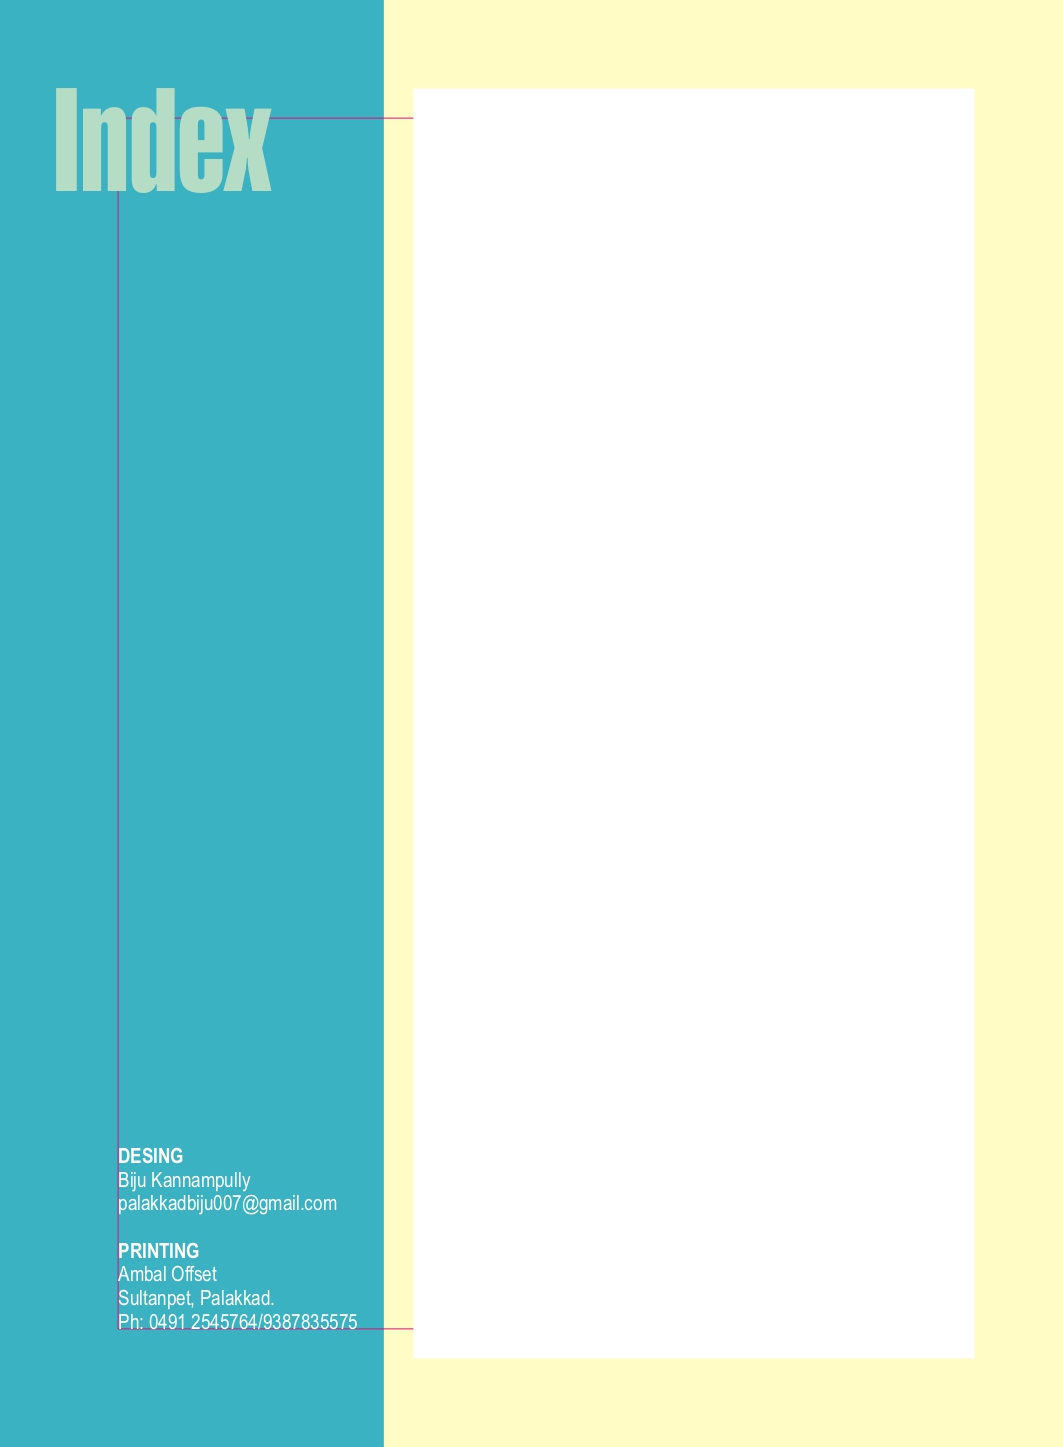 Index
DESING
Biju Kannampully
palakkadbiju007@gmail.com
PRINTING
Ambal Offset
Sultanpet, Palakkad.
Ph: 0491 2545764/9387835575